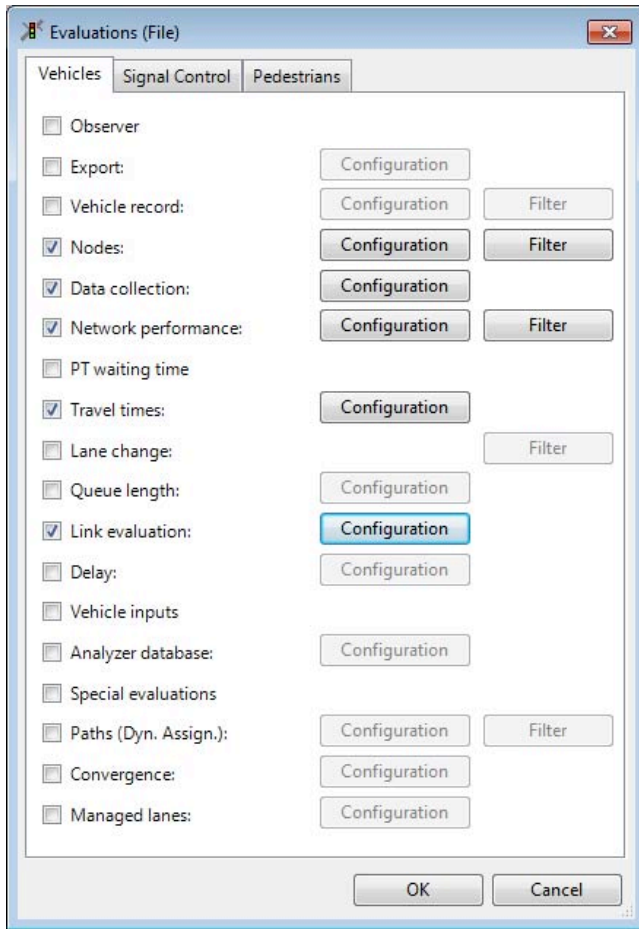 Evaluations (File)
Vehicles Signal Control Pedestrians
Observer
Export: Configuration
Vehicle record: Configuration Filter
Nodes: Configuration Filter
Data collection: Configuration
Network performance: Configuration Filter
PT waiting time
Travel times: Configuration
Lane change: Filter
Queue length: Configuration
Link evaluation: Configuration
Delay: Configuration
Vehicle inputs
Analyzer database: Configuration
Special evaluations
Paths (Dyn. Assign.): Configuration Filter
Convergence: Configuration
Managed lanes: Configuration
OK Cancel